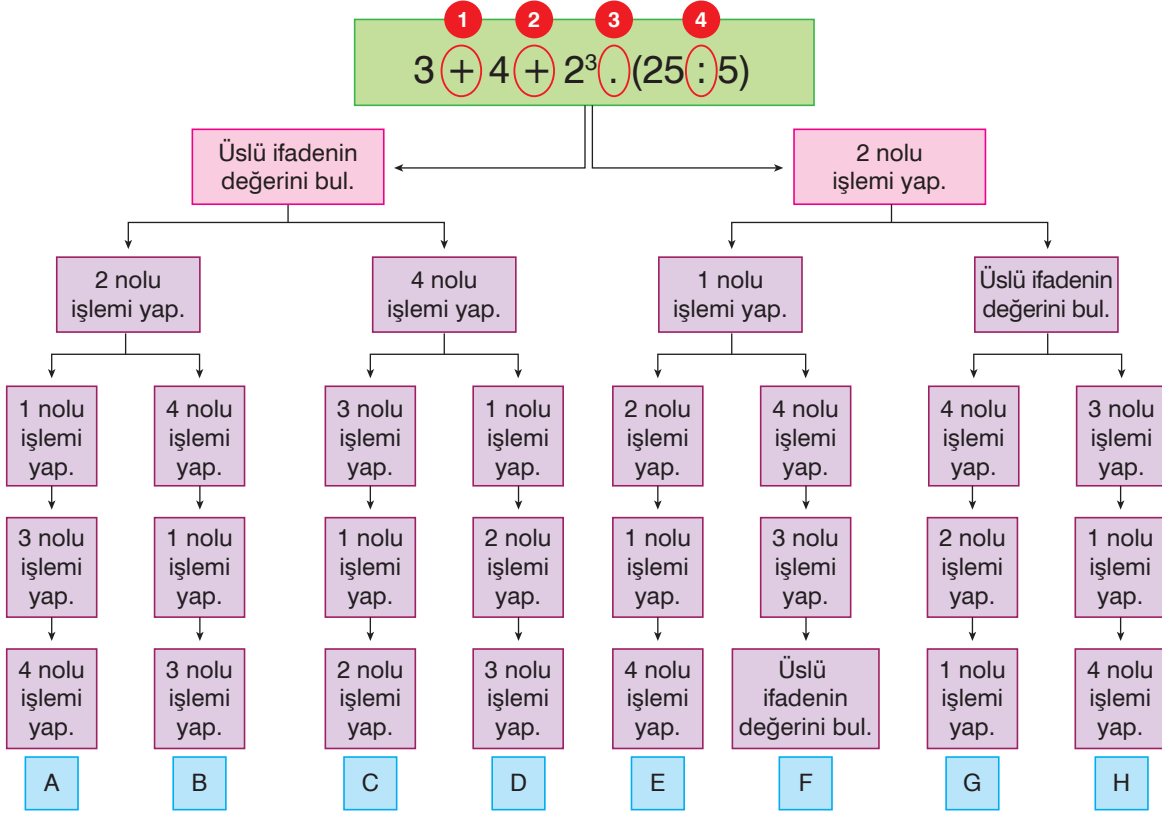 1 2 3 4
3 + 4 + 2³ . (25 : 5)
Üslü ifadenin
değerini bul.
2 nolu
işlemi yap.
2 nolu
işlemi yap.
4 nolu
işlemi yap.
1 nolu
işlemi yap.
Üslü ifadenin
değerini bul.
1 nolu
işlemi
yap.
4 nolu
işlemi
yap.
3 nolu
işlemi
yap.
1 nolu
işlemi
yap.
2 nolu
işlemi
yap.
4 nolu
işlemi
yap.
4 nolu
işlemi
yap.
3 nolu
işlemi
yap.
3 nolu
işlemi
yap.
1 nolu
işlemi
yap.
1 nolu
işlemi
yap.
2 nolu
işlemi
yap.
1 nolu
işlemi
yap.
3 nolu
işlemi
yap.
2 nolu
işlemi
yap.
1 nolu
işlemi
yap.
4 nolu
işlemi
yap.
3 nolu
işlemi
yap.
2 nolu
işlemi
yap.
3 nolu
işlemi
yap.
4 nolu
işlemi
yap.
Üslü
ifadenin
değerini bul.
1 nolu
işlemi
yap.
4 nolu
işlemi
yap.
A
B
C
D
E
F
G
H